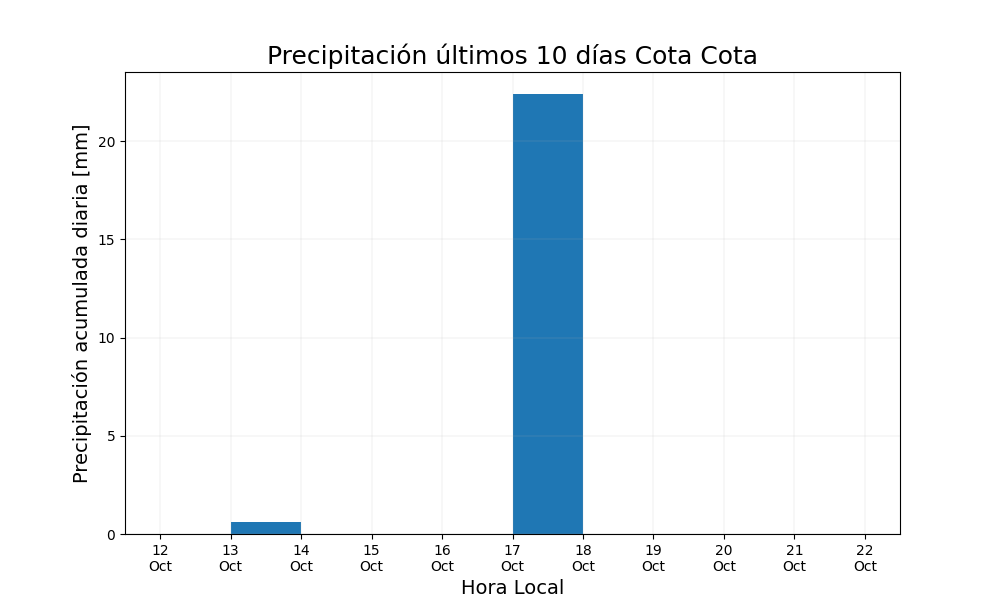 Precipitación últimos 10 días Cota Cota
Precipitación acumulada diaria [mm]
20
15
10
5
0
12 13 14 15 16 17 18 19 20 21 22
Oct Oct Oct Oct Oct Oct Oct Oct Oct Oct Oct
Hora Local